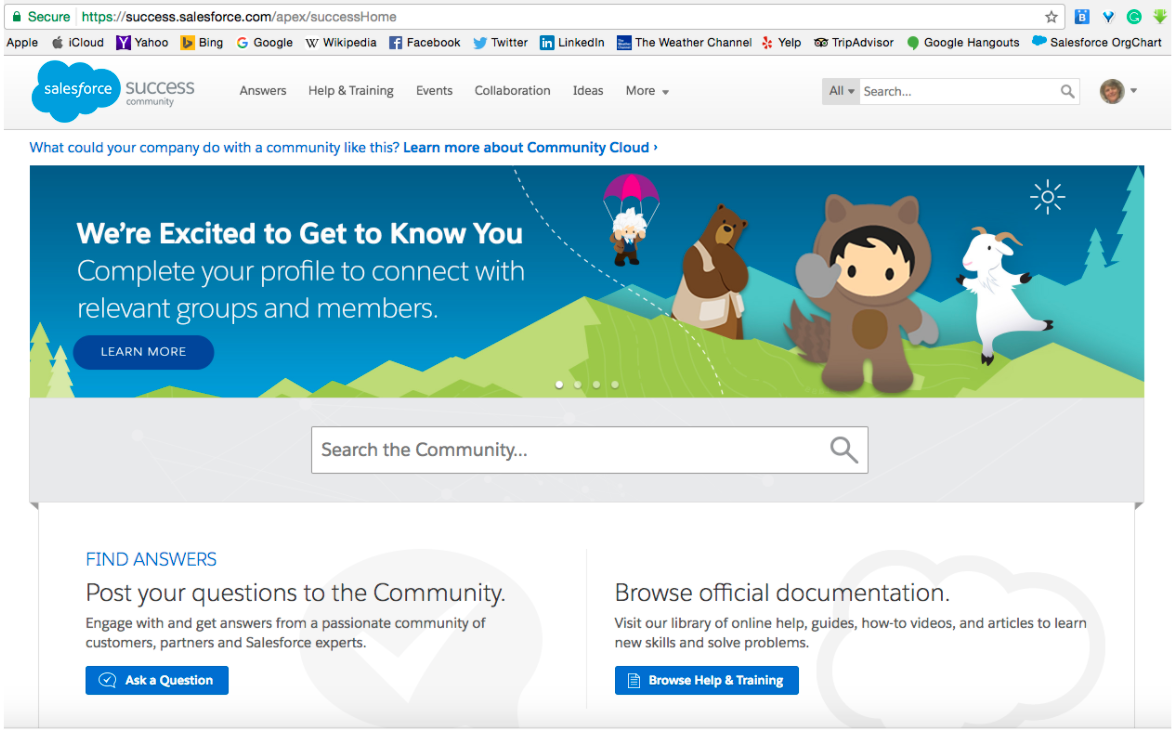 Secure https://success.salesforce.com/apex/successHome
Apple iCloud Yahoo Bing Google Wikipedia Facebook Twitter LinkedIn The Weather Channel Yelp TripAdvisor Google Hangouts Salesforce OrgChart
salesforce success community Answers Help & Training Events Collaboration Ideas More All Search...
What could your company do with a community like this? Learn more about Community Cloud ›
We're Excited to Get to Know You
Complete your profile to connect with
relevant groups and members.
LEARN MORE
Search the Community...
FIND ANSWERS
Post your questions to the Community.
Engage with and get answers from a passionate community of
customers, partners and Salesforce experts.
Ask a Question
Browse official documentation.
Visit our library of online help, guides, how-to videos, and articles to learn
new skills and solve problems.
Browse Help & Training